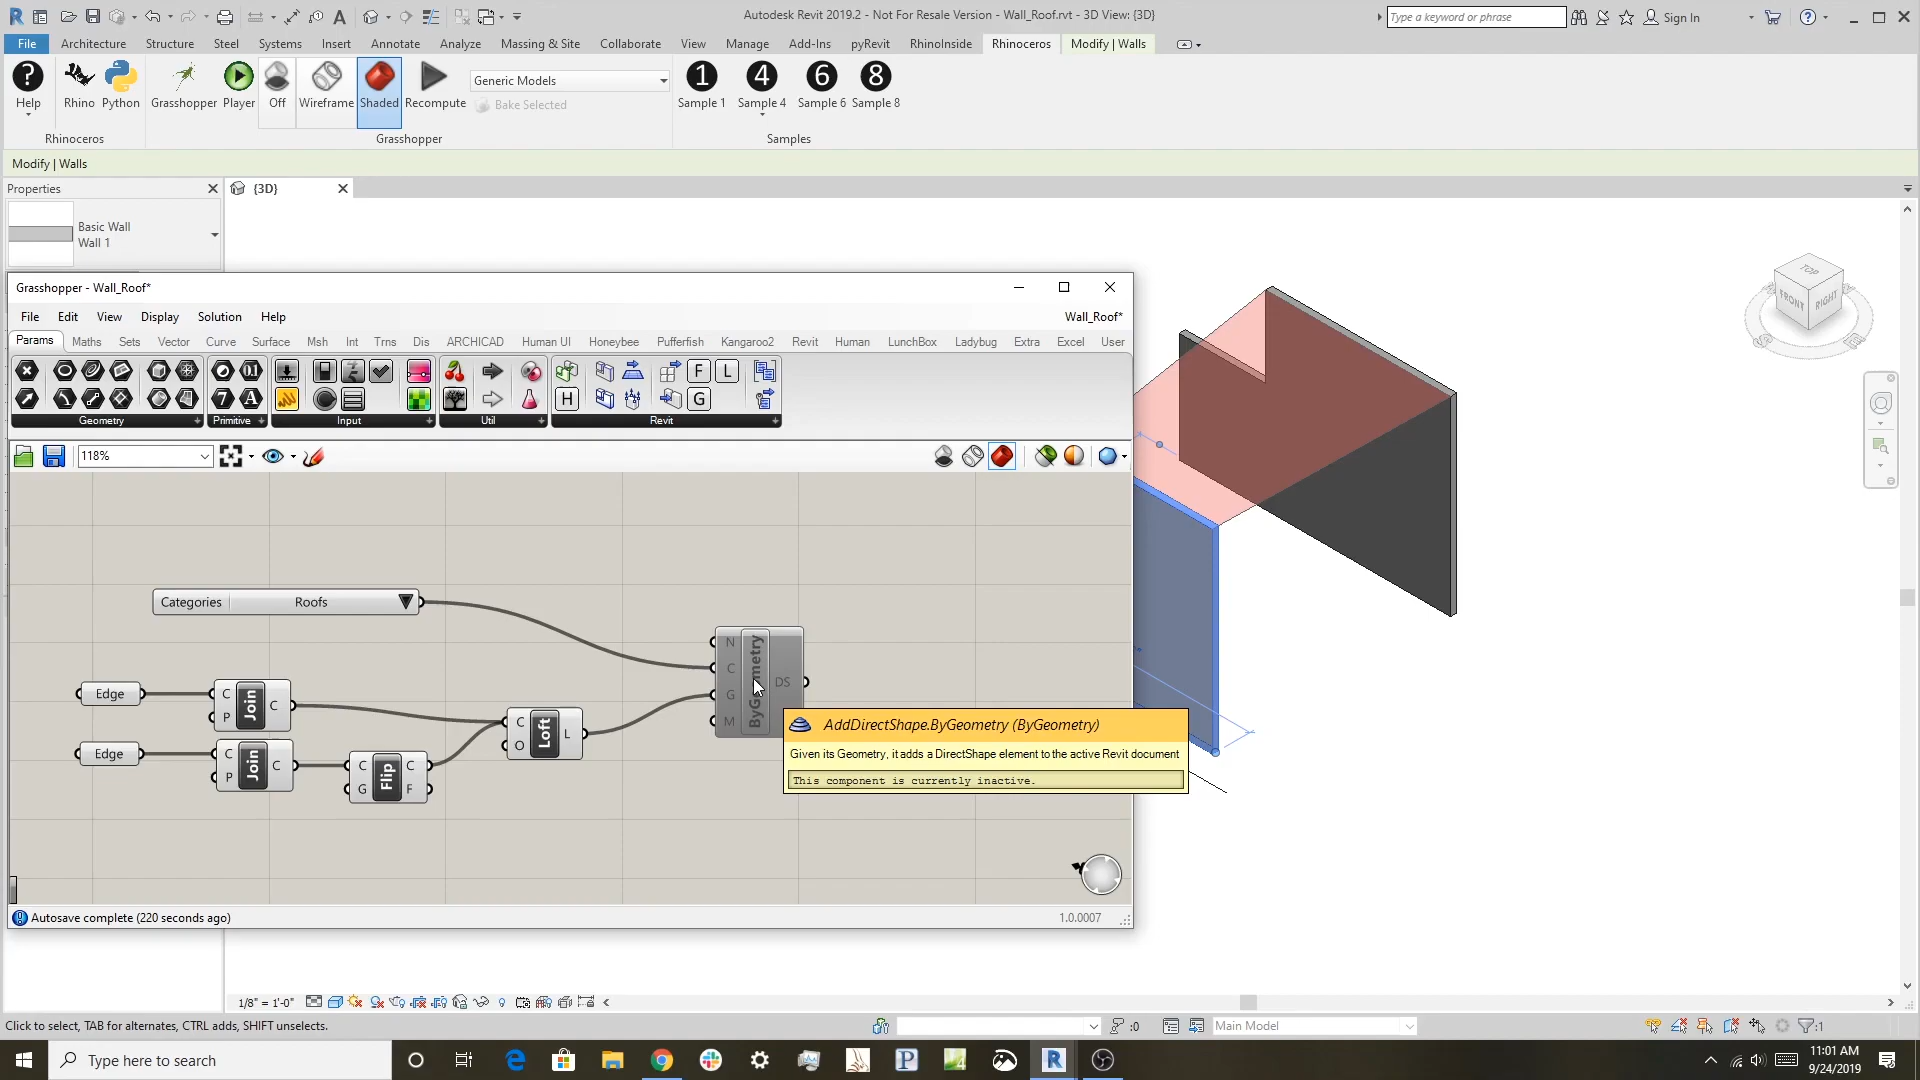 Autodesk Revit 2019.2 - Not For Resale Version - Wall_Roof.rvt - 3D View: {3D}
Type a keyword or phrase
Sign In
File Architecture Structure Steel Systems Insert Annotate Analyze Massing & Site Collaborate View Manage Add-Ins pyRevit RhinoInside Rhinoceros Modify | Walls
Generic Models
Help Rhino Python Grasshopper Player Off Wireframe Shaded Recompute Bake Selected
1 4 6 8
Sample 1 Sample 4 Sample 6 Sample 8
Rhinoceros Grasshopper Samples
Modify | Walls
Properties
{3D}
Basic Wall
Wall 1
TOP
FRONT
RIGHT
S
E
Grasshopper - Wall_Roof*
File Edit View Display Solution Help
Wall_Roof*
Params Maths Sets Vector Curve Surface Msh Int Trns Dis ARCHICAD Human UI Honeybee Pufferfish Kangaroo2 Revit Human LunchBox Ladybug Extra Excel User
Geometry Primitive Input Util Revit
118%
Categories Roofs
N
C
G
M
ByGeometry
DS
Edge
C
P
Join
C
Edge
C
P
Join
C
C
G
Flip
C
F
C
O
Loft
L
AddDirectShape.ByGeometry (ByGeometry)
Given its Geometry, it adds a DirectShape element to the active Revit document
This component is currently inactive.
Autosave complete (220 seconds ago)
1.0.0007
1/8" = 1'-0"
Click to select, TAB for alternates, CTRL adds, SHIFT unselects.
:0
Main Model
:1
Type here to search
11:01 AM
9/24/2019